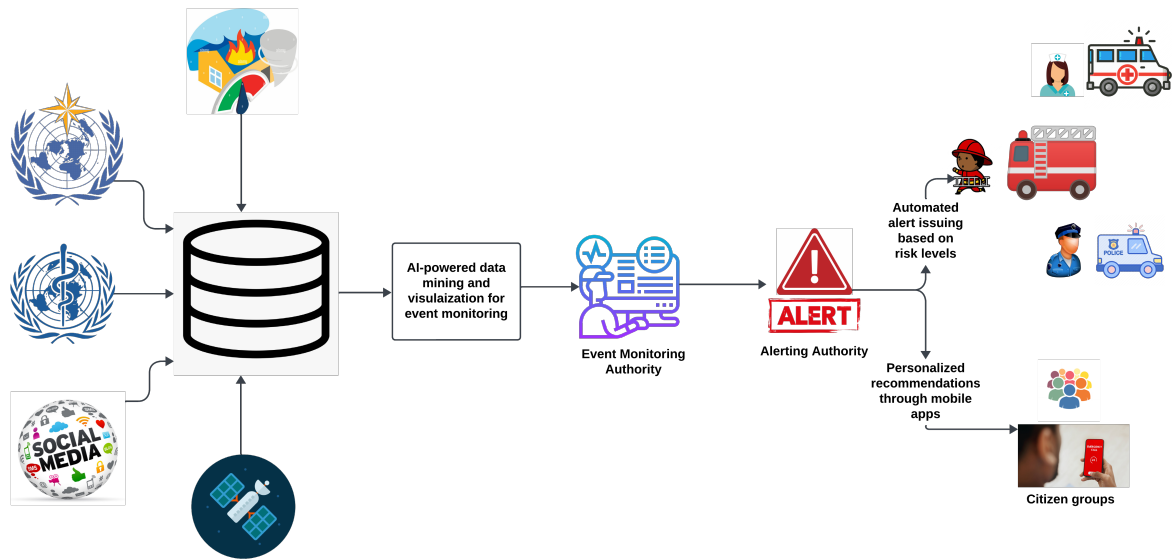 SOCIAL
MEDIA
SMS
AI-powered data
mining and
visulaization for
event monitoring
Event Monitoring
Authority
ALERT
Alerting Authority
Automated
alert issuing
based on
risk levels
POLICE
Personalized
recommendations
through mobile
apps
Citizen groups